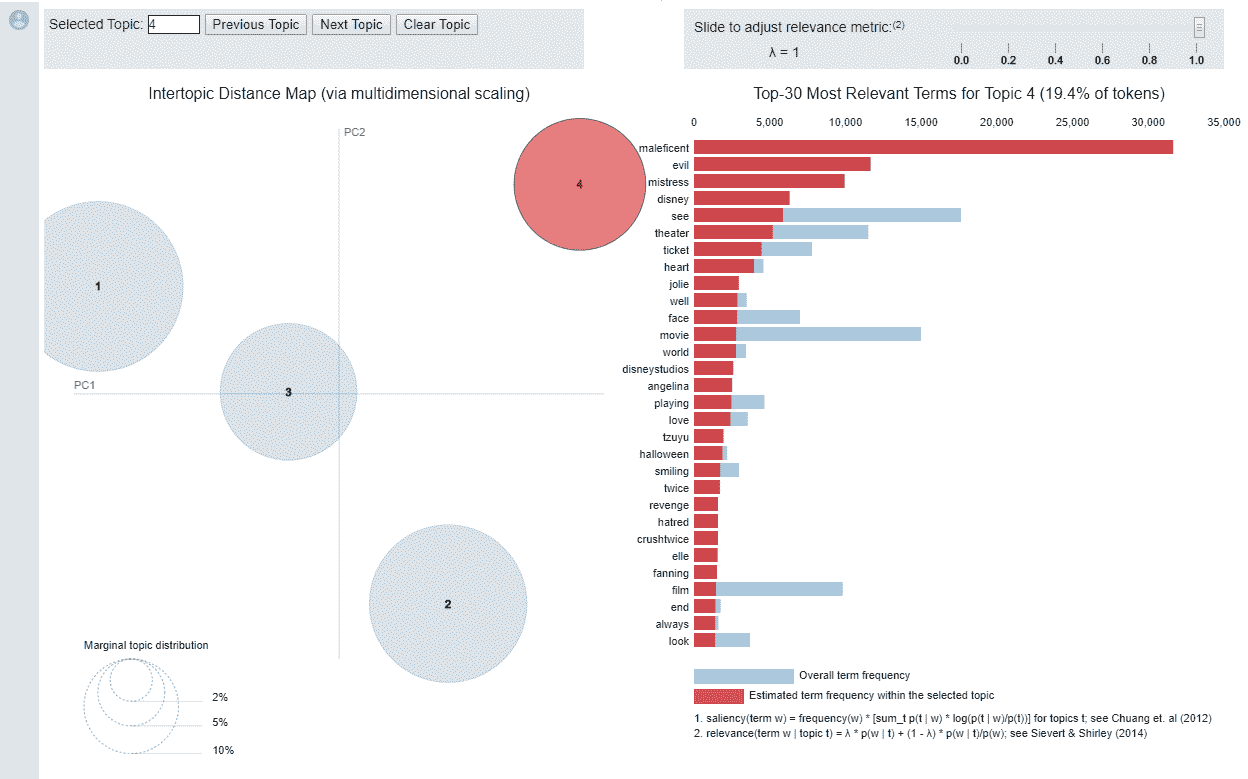 Selected Topic: 4 Previous Topic Next Topic Clear Topic
Slide to adjust relevance metric:(2)
λ = 1
0.0 0.2 0.4 0.6 0.8 1.0
Intertopic Distance Map (via multidimensional scaling)
PC2
4
1
3
PC1
2
Marginal topic distribution
2%
5%
10%
Top-30 Most Relevant Terms for Topic 4 (19.4% of tokens)
0 5,000 10,000 15,000 20,000 25,000 30,000 35,000
maleficent
evil
mistress
disney
see
theater
ticket
heart
jolie
well
face
movie
world
disneystudios
angelina
playing
love
tzuyu
halloween
smiling
twice
revenge
hatred
crushtwice
elle
fanning
film
end
always
look
Overall term frequency
Estimated term frequency within the selected topic
1. saliency(term w) = frequency(w) * [sum_t p(t | w) * log(p(t | w)/p(t))] for topics t; see Chuang et. al (2012)
2. relevance(term w | topic t) = λ * p(w | t) + (1 - λ) * p(w | t)/p(w); see Sievert & Shirley (2014)